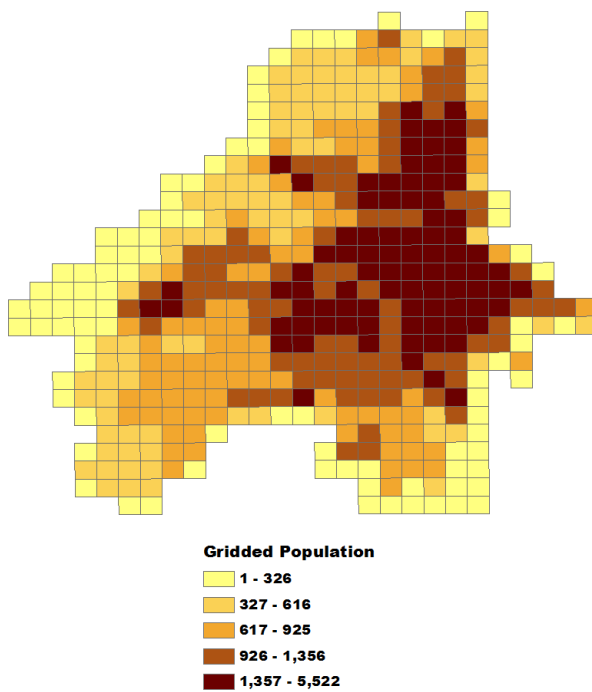 Gridded Population
1 - 326
327 - 616
617 - 925
926 - 1,356
1,357 - 5,522